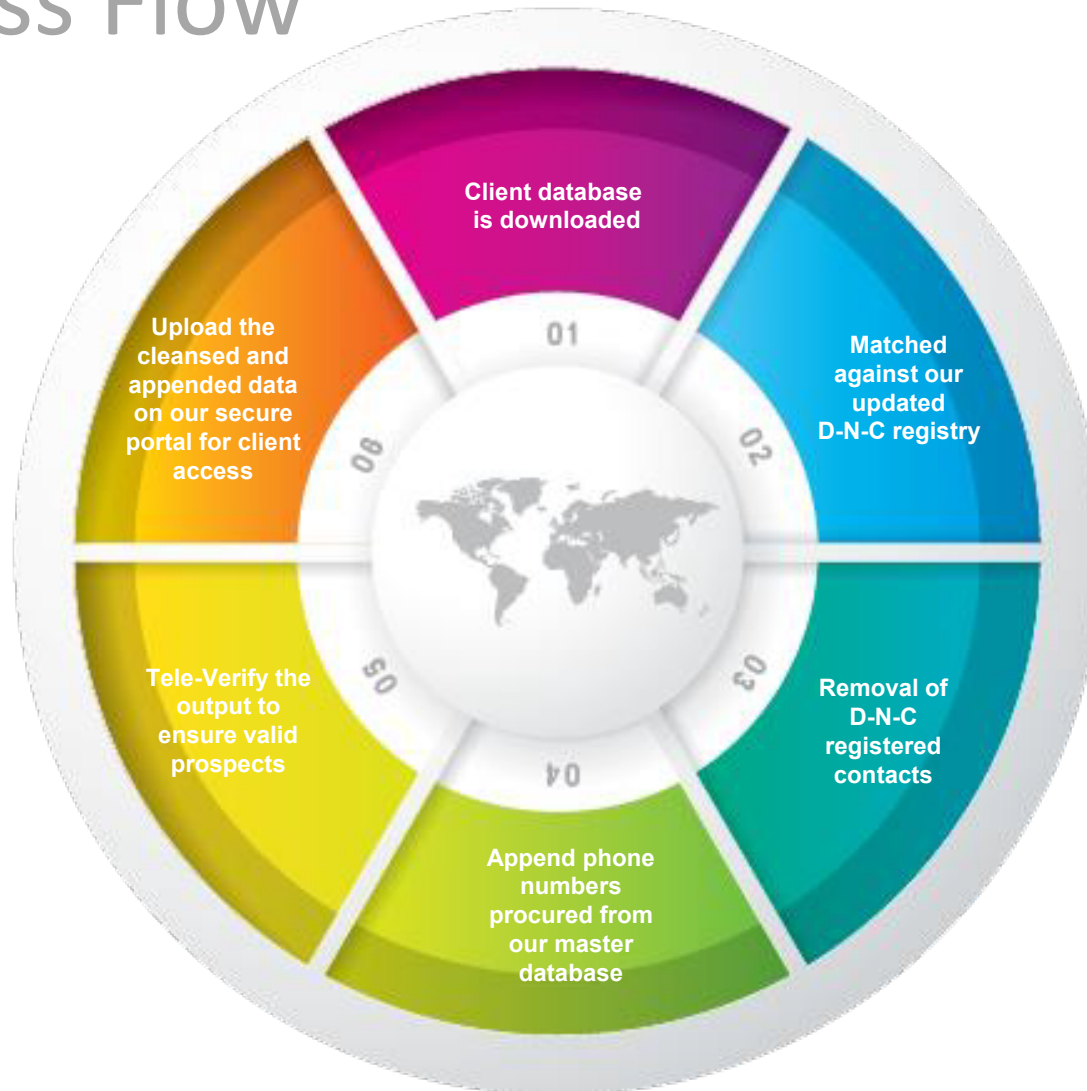 ss Flow
Client database
is downloaded
01
Matched
against our
updated
D-N-C registry
02
Removal of
D-N-C
registered
contacts
03
Append phone
numbers
procured from
our master
database
04
Tele-Verify the
output to
ensure valid
prospects
05
Upload the
cleansed and
appended data
on our secure
portal for client
access
06